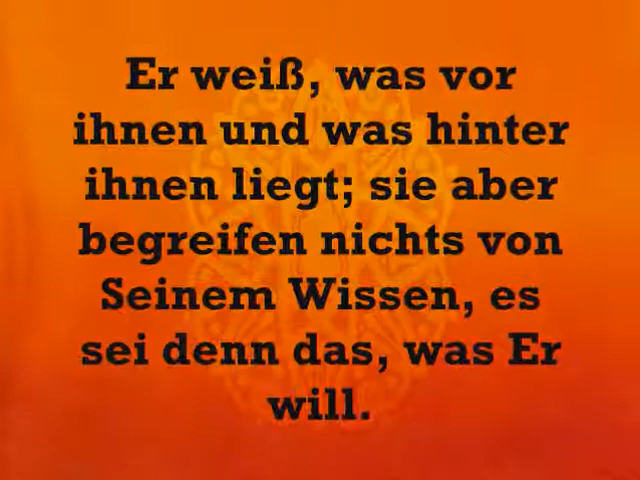 Er weiß, was vor
ihnen und was hinter
ihnen liegt; sie aber
begreifen nichts von
Seinem Wissen, es
sei denn das, was Er
will.